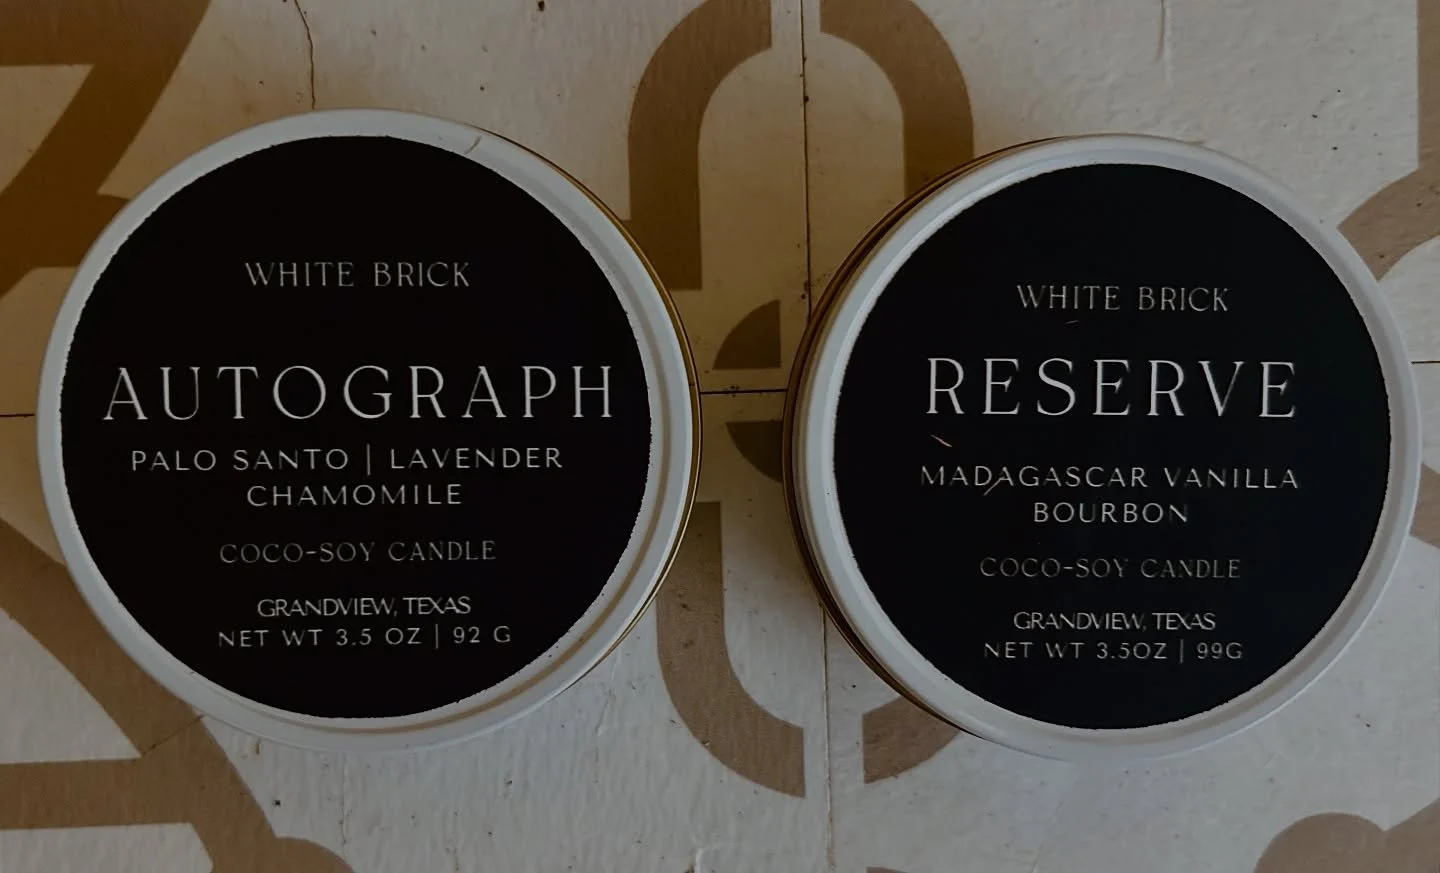 WHITE BRICK
AUTOGRAPH
PALO SANTO | LAVENDER
CHAMOMILE
COCO-SOY CANDLE
GRANDVIEW, TEXAS
NET WT 3.5 OZ | 92 G
WHITE BRICK
RESERVE
MADAGASCAR VANILLA
BOURBON
COCO-SOY CANDLE
GRANDVIEW, TEXAS
NET WT 3.5OZ | 99G